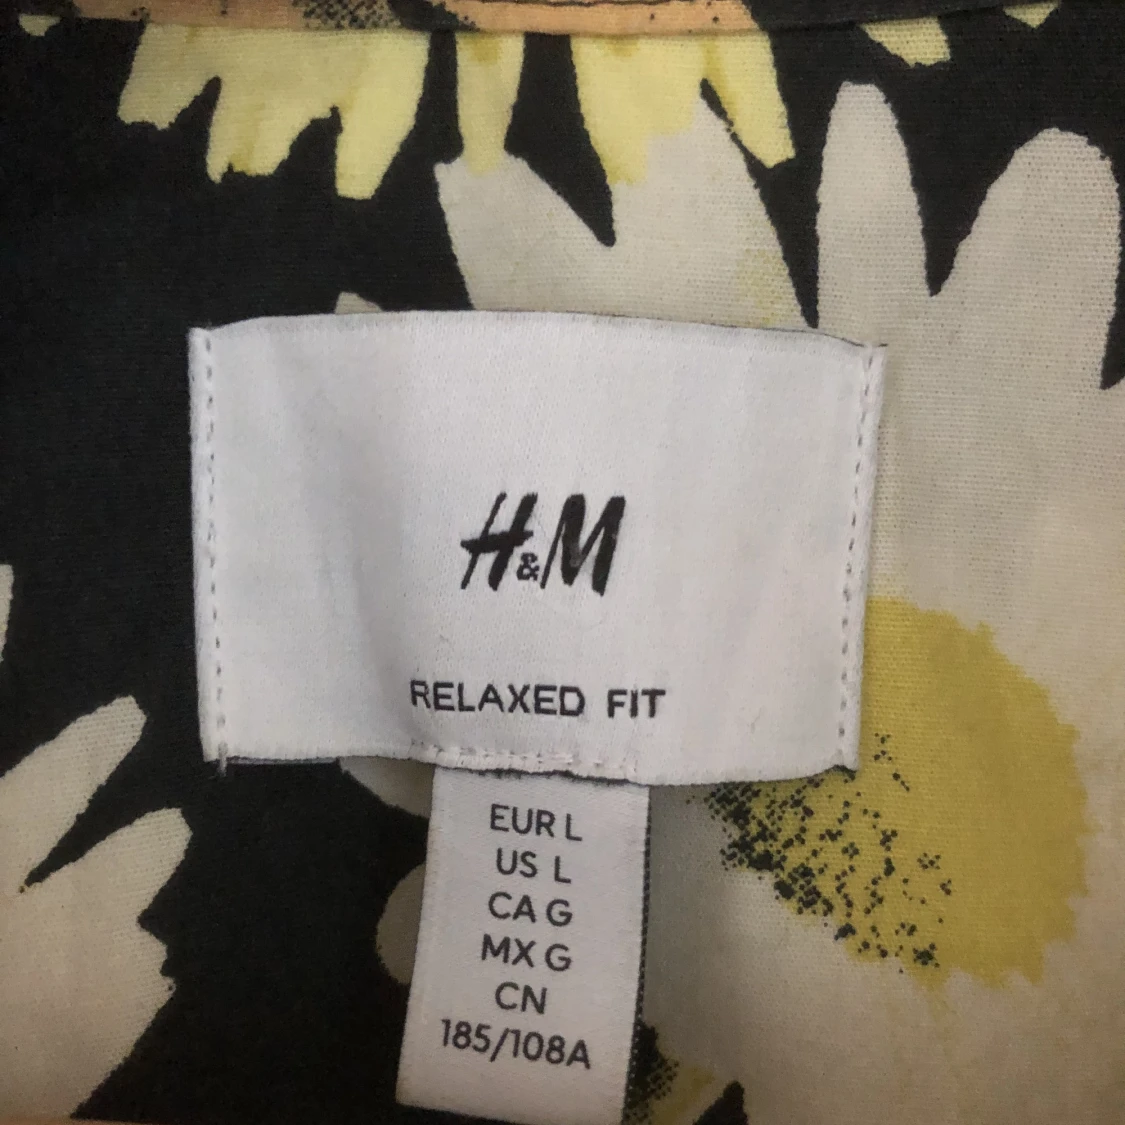 H&M
RELAXED FIT
EUR L
US L
CA G
MX G
CN
185/108A